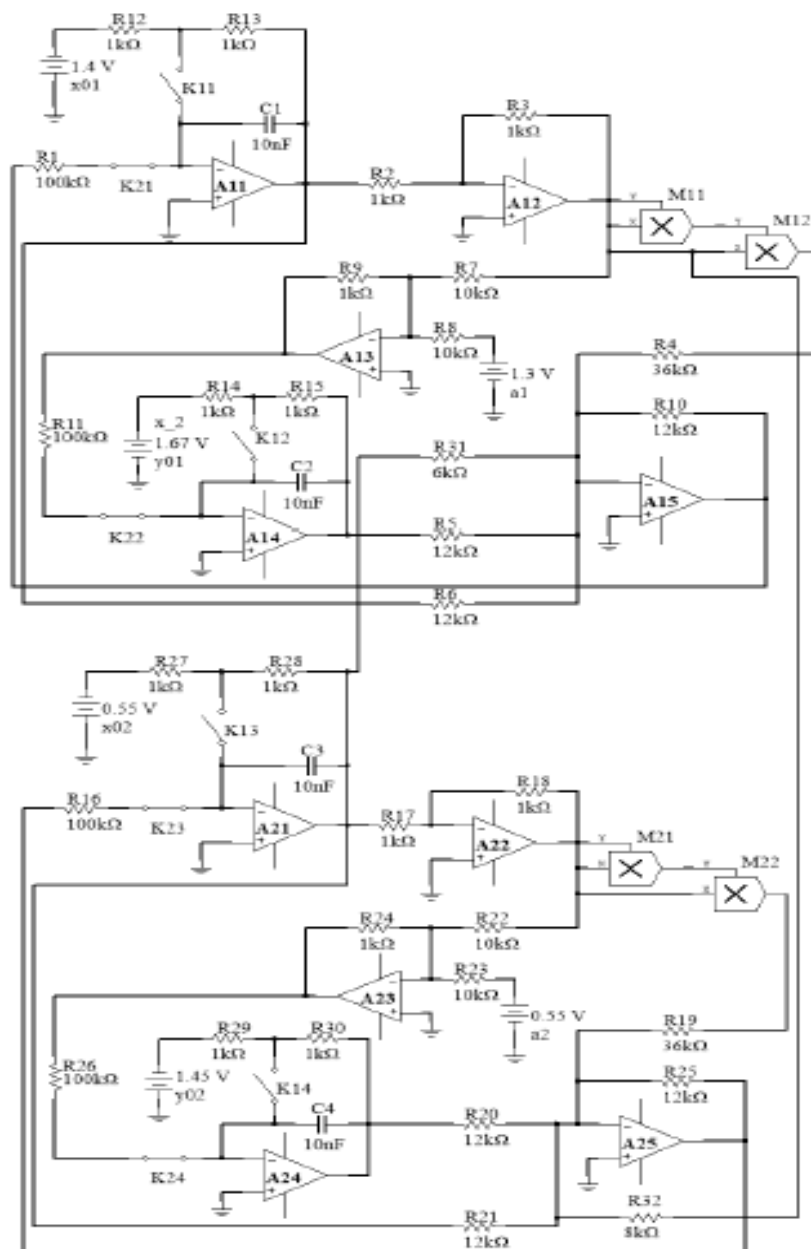 R12 R13
1kΩ 1kΩ
1.4 V
x01
K11
C1
10nF
R1
100kΩ
K21
A11
R2
1kΩ
R3
1kΩ
A12
Y M11
X
Y M12
X
R9 R7
1kΩ 10kΩ
A13
R8
10kΩ
1.3 V
a1
R4
36kΩ
R14 R15
1kΩ 1kΩ
R11
100kΩ
x_2
1.67 V
y01
K12
C2
10nF
K22
A14
R31
6kΩ
R10
12kΩ
A15
R5
12kΩ
R6
12kΩ
R27 R28
1kΩ 1kΩ
0.55 V
x02
K13
C3
10nF
R16
100kΩ
K23
A21
R17
1kΩ
R18
1kΩ
A22
Y M21
X
Y M22
X
R24 R22
1kΩ 10kΩ
A23
R23
10kΩ
0.55 V
a2
R19
36kΩ
R29 R30
1kΩ 1kΩ
R26
100kΩ
1.45 V
y02
K14
C4
10nF
K24
A24
R20
12kΩ
R25
12kΩ
A25
R21
12kΩ
R32
8kΩ